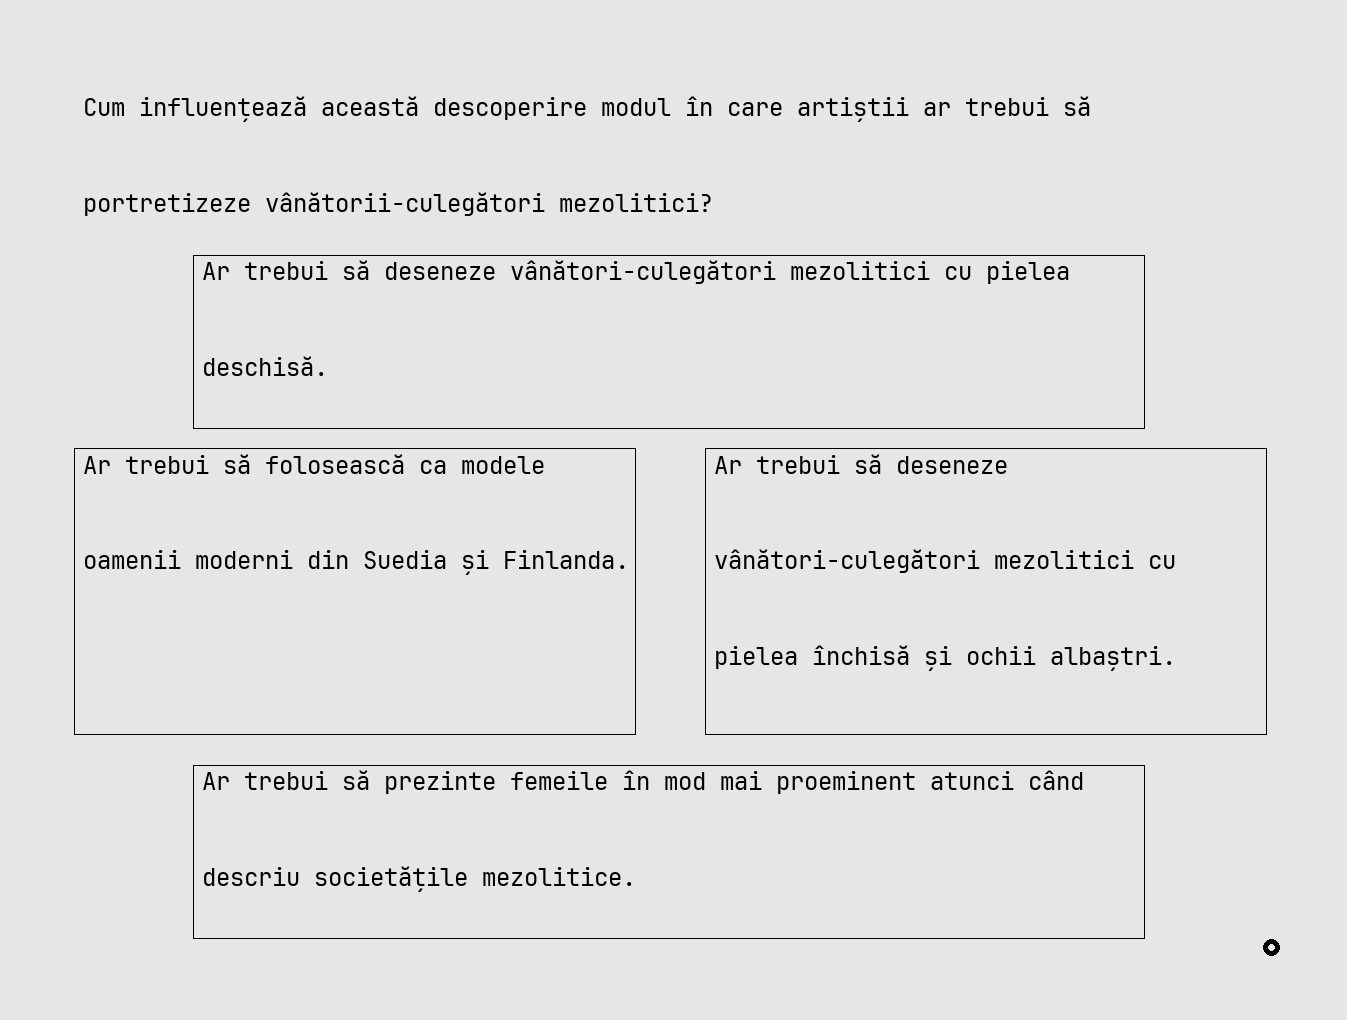 Cum influențează această descoperire modul în care artiștii ar trebui să
portretizeze vânătorii-culegători mezolitici?
Ar trebui să deseneze vânători-culegători mezolitici cu pielea
deschisă.
Ar trebui să folosească ca modele
oamenii moderni din Suedia și Finlanda.
Ar trebui să deseneze
vânători-culegători mezolitici cu
pielea închisă și ochii albaștri.
Ar trebui să prezinte femeile în mod mai proeminent atunci când
descriu societățile mezolitice.